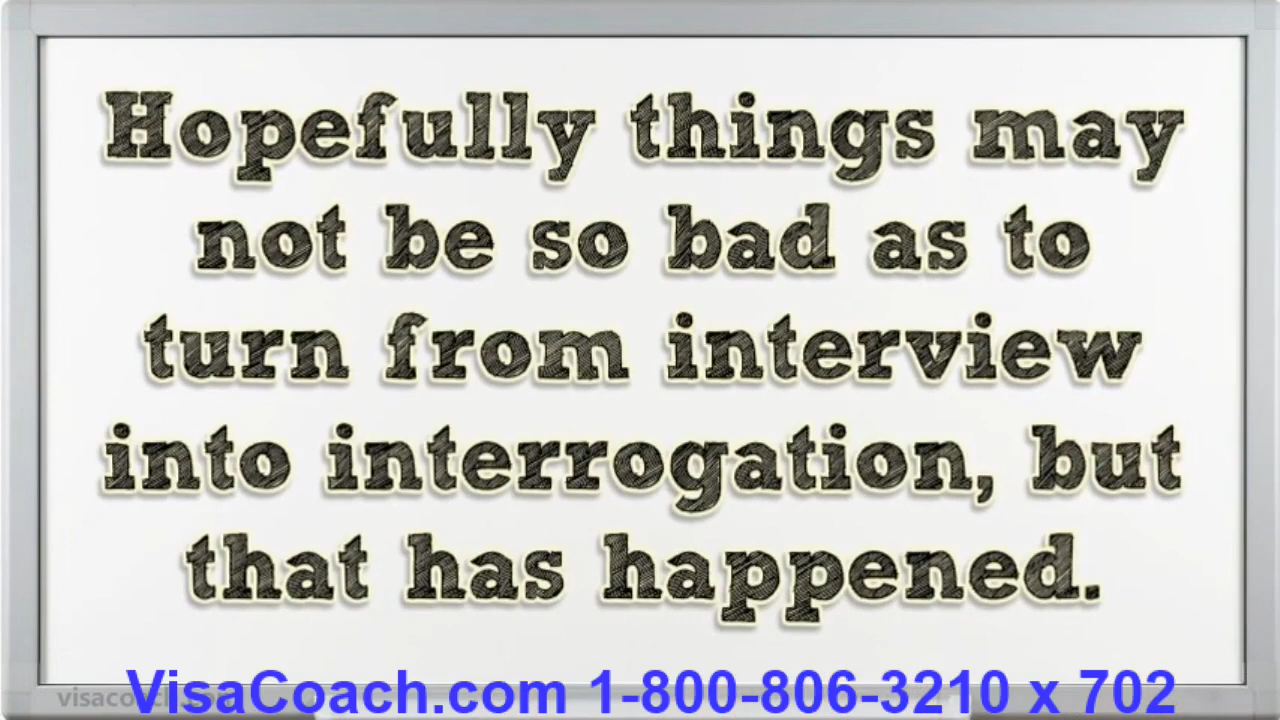 Hopefully things may
not be so bad as to
turn from interview
into interrogation, but
that has happened.
VisaCoach.com 1-800-806-3210 x 702